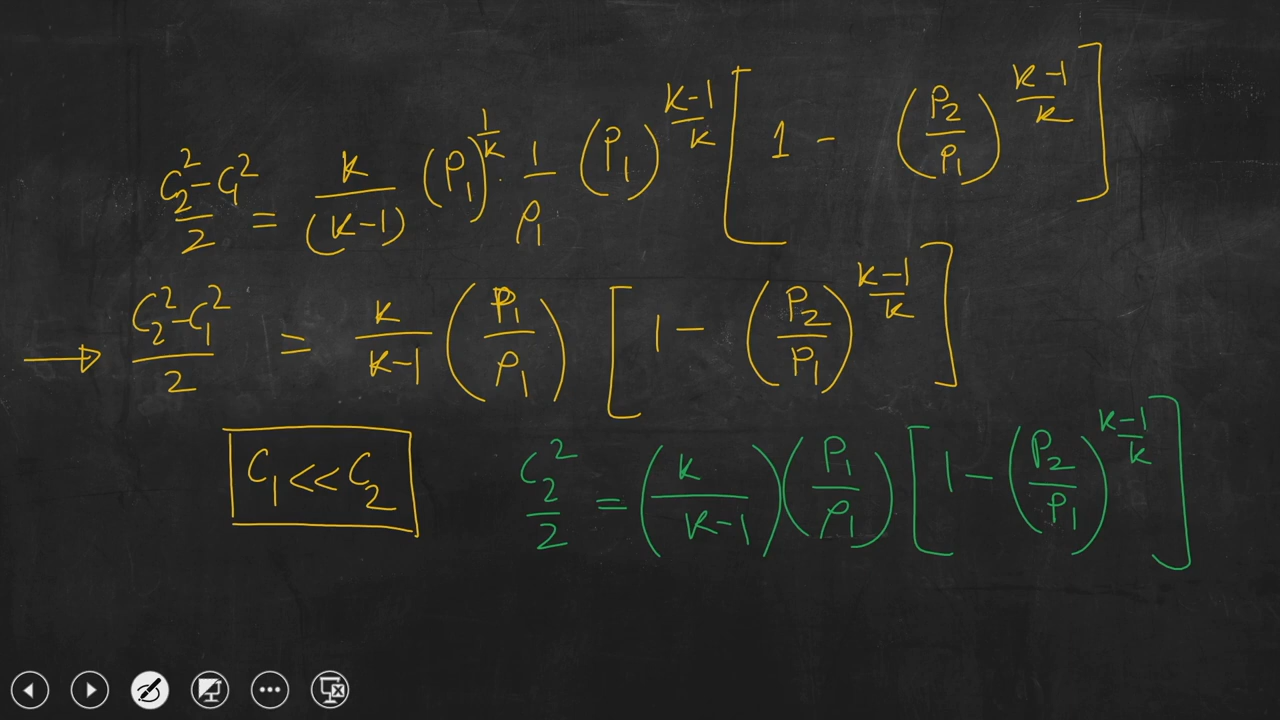 (C₂² - C₁²)/2 = K/(K-1) (P₁)^(1/K) · 1/ρ₁ (P₁)^((K-1)/K) [1 - (P₂/P₁)^((K-1)/K)]
→ (C₂² - C₁²)/2 = K/(K-1) (P₁/ρ₁) [1 - (P₂/P₁)^((K-1)/K)]
C₁ << C₂
C₂²/2 = (K/(K-1)) (P₁/ρ₁) [1 - (P₂/P₁)^((K-1)/K)]